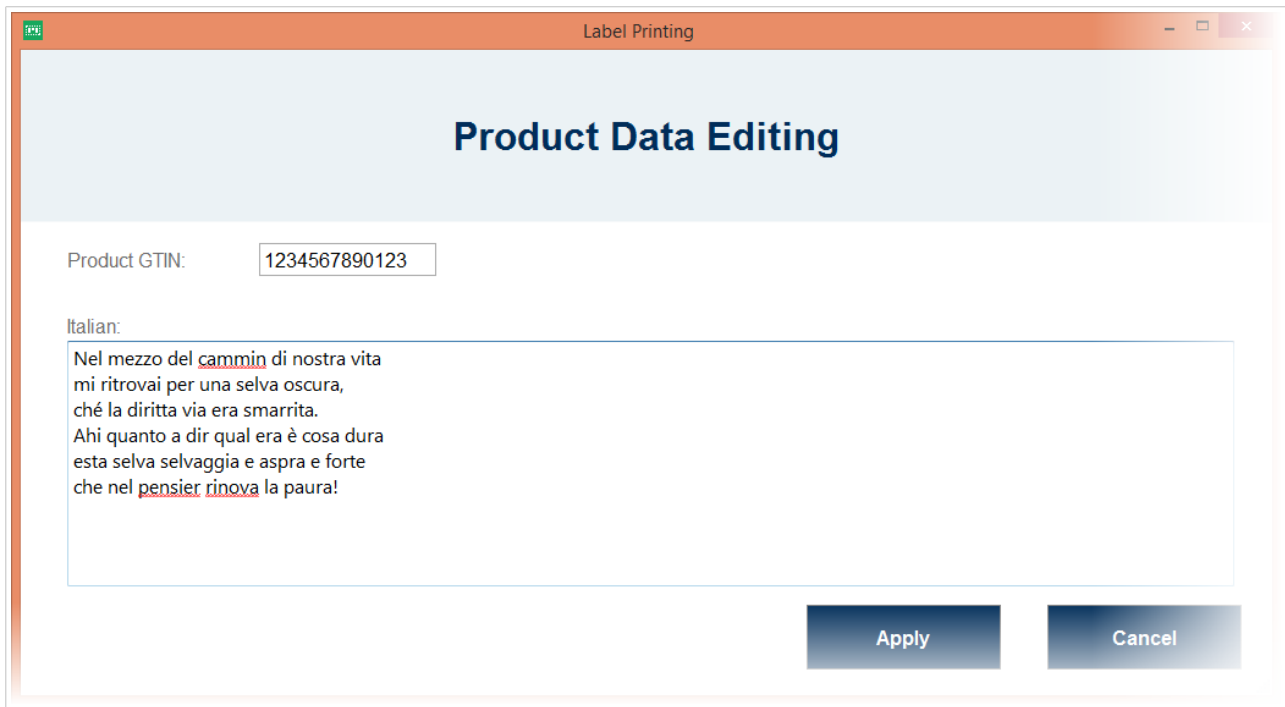 Label Printing
Product Data Editing
Product GTIN: 1234567890123
Italian:
Nel mezzo del cammin di nostra vita
mi ritrovai per una selva oscura,
ché la diritta via era smarrita.
Ahi quanto a dir qual era è cosa dura
esta selva selvaggia e aspra e forte
che nel pensier rinova la paura!
Apply Cancel